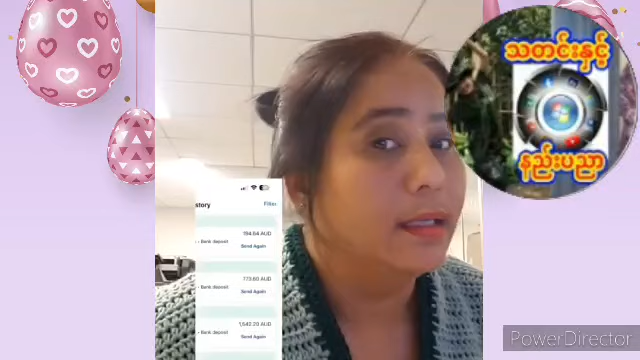 သတင်းနှင့်
နည်းပညာ
story
Filter
194.64 AUD
- Bank deposit
Send Again
173.60 AUD
- Bank deposit
Send Again
1,540.20 AUD
- Bank deposit
Send Again
PowerDirector